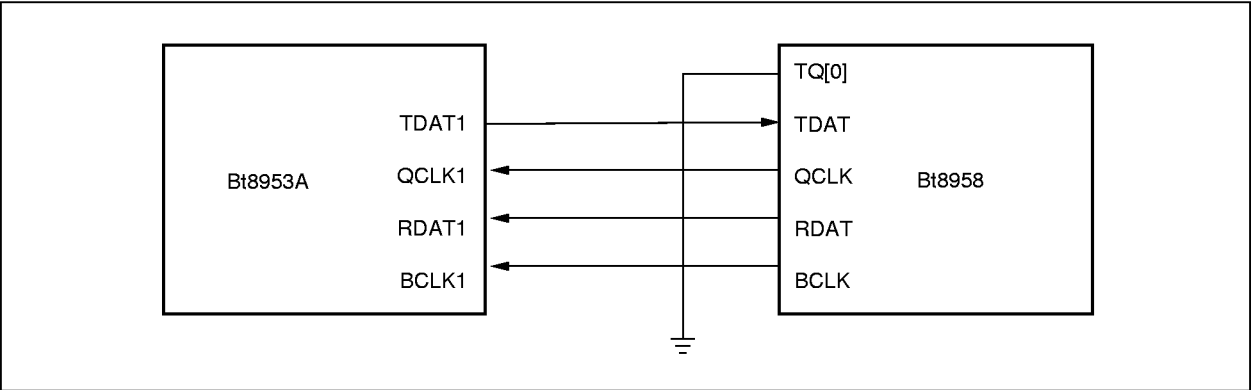 TQ[0]
TDAT1
TDAT
QCLK1
QCLK
Bt8953A
Bt8958
RDAT1
RDAT
BCLK1
BCLK